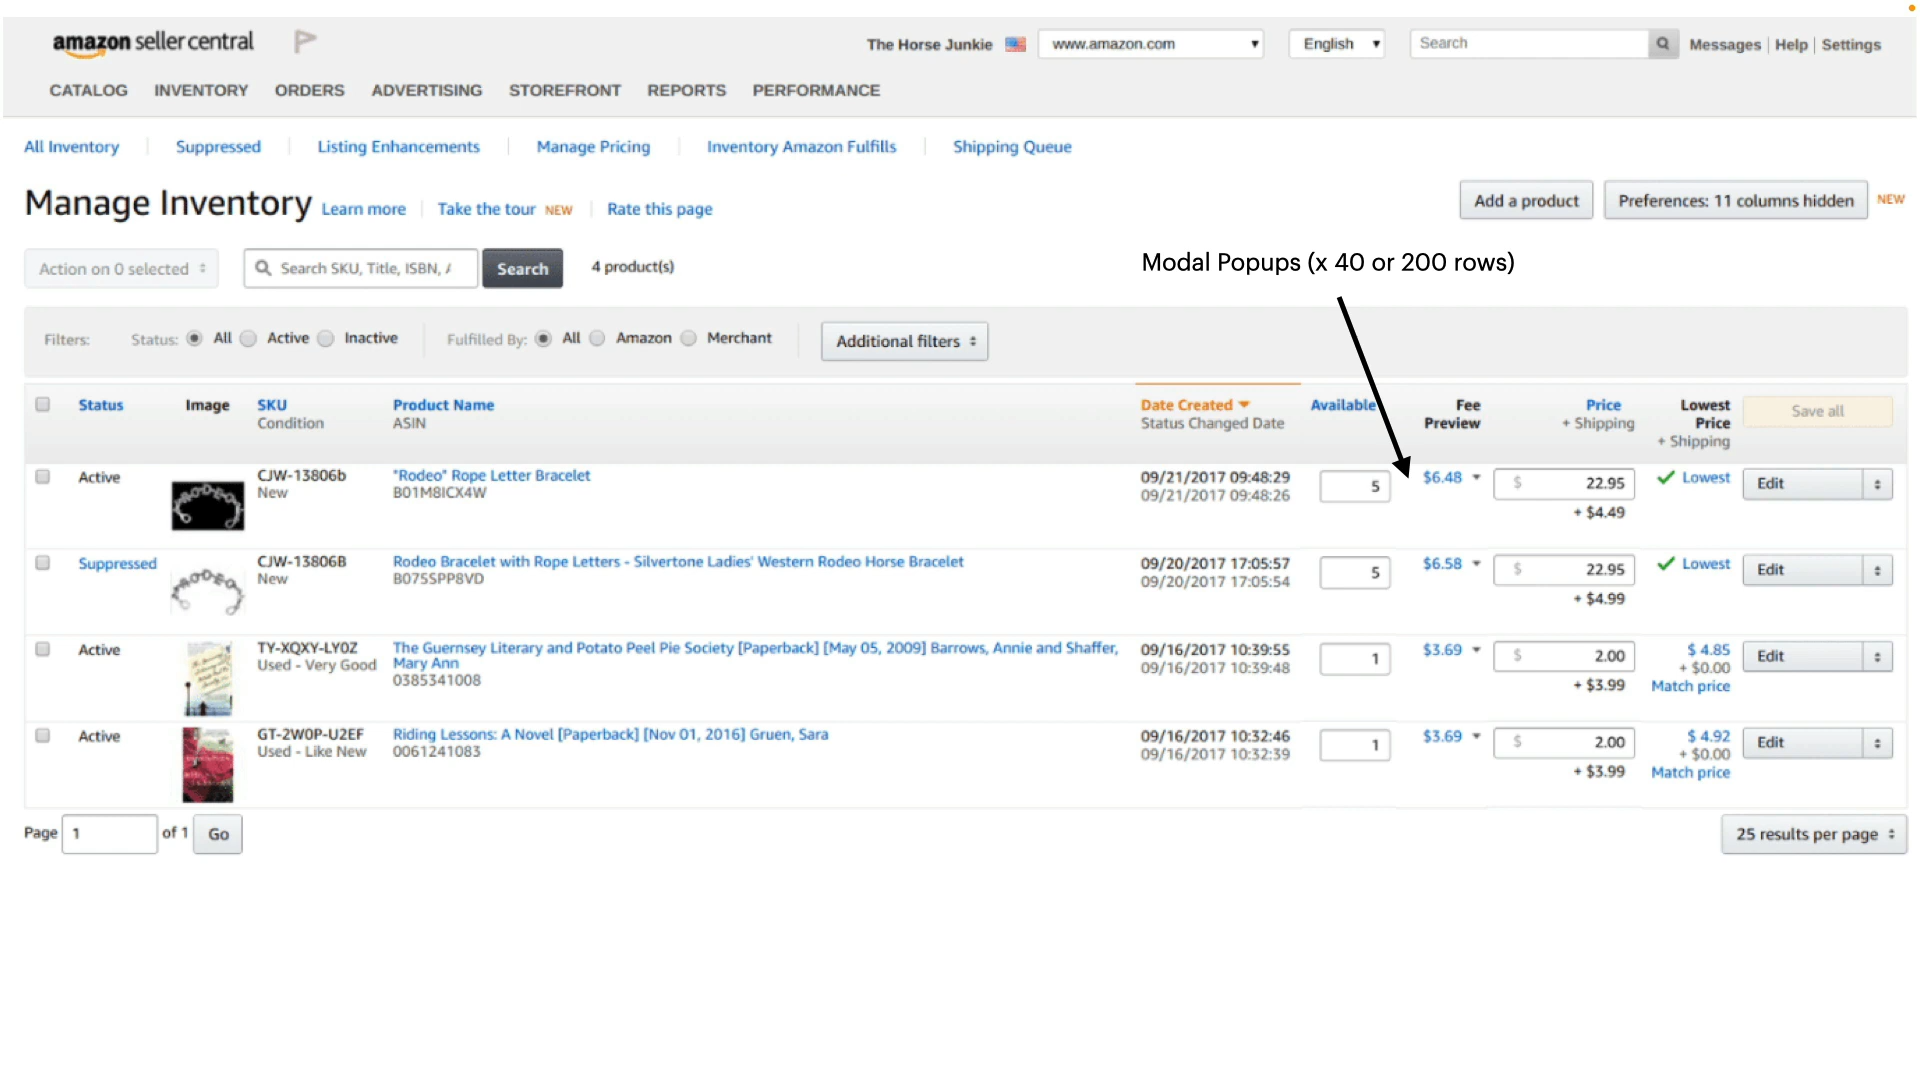 amazon seller central
The Horse Junkie www.amazon.com English Search Messages Help Settings
CATALOG INVENTORY ORDERS ADVERTISING STOREFRONT REPORTS PERFORMANCE
All Inventory Suppressed Listing Enhancements Manage Pricing Inventory Amazon Fulfills Shipping Queue
Manage Inventory Learn more Take the tour NEW Rate this page Add a product Preferences: 11 columns hidden NEW
Modal Popups (x 40 or 200 rows)
Action on 0 selected Search SKU, Title, ISBN, Search 4 product(s)
Filters: Status: All Active Inactive Fulfilled By: All Amazon Merchant Additional filters
Status Image SKU Product Name Date Created Available Fee Price Lowest Save all
Condition ASIN Status Changed Date Preview + Shipping Price
+ Shipping
Active CJW-13806b "Rodeo" Rope Letter Bracelet 09/21/2017 09:48:29 5 $6.48 $ 22.95 Lowest Edit
New B01M8ICX4W 09/21/2017 09:48:26
+ $4.49
Suppressed CJW-13806B Rodeo Bracelet with Rope Letters - Silvertone Ladies' Western Rodeo Horse Bracelet 09/20/2017 17:05:57 5 $6.58 $ 22.95 Lowest Edit
New B075SPP8VD 09/20/2017 17:05:54
+ $4.99
Active TY-XQXY-LY0Z The Guernsey Literary and Potato Peel Pie Society [Paperback] [May 05, 2009] Barrows, Annie and Shaffer, 09/16/2017 10:39:55 1 $3.69 $ 2.00 $ 4.85 Edit
Used - Very Good Mary Ann 09/16/2017 10:39:48 + $0.00
0385341008 + $3.99 Match price
Active GT-2W0P-U2EF Riding Lessons: A Novel [Paperback] [Nov 01, 2016] Gruen, Sara 09/16/2017 10:32:46 1 $3.69 $ 2.00 $ 4.92 Edit
Used - Like New 0061241083 09/16/2017 10:32:39 + $0.00
+ $3.99 Match price
Page 1 of 1 Go 25 results per page